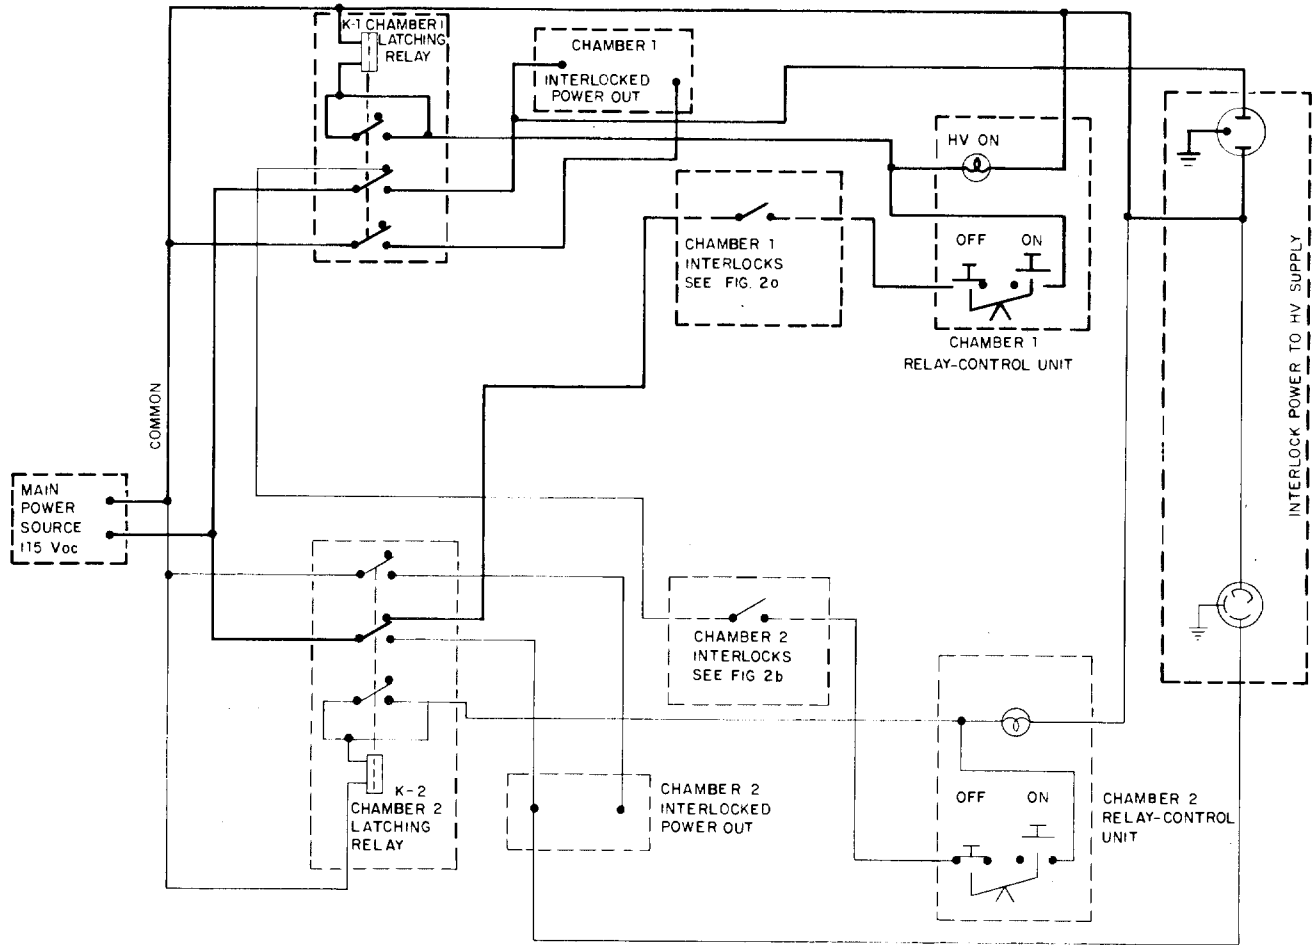 K-1 CHAMBER 1
LATCHING
RELAY
CHAMBER 1
INTERLOCKED
POWER OUT
HV ON
OFF ON
CHAMBER 1
RELAY-CONTROL UNIT
CHAMBER 1
INTERLOCKS
SEE FIG. 2a
INTERLOCK POWER TO HV SUPPLY
COMMON
MAIN
POWER
SOURCE
115 Vac
CHAMBER 2
INTERLOCKS
SEE FIG 2b
K-2
CHAMBER 2
LATCHING
RELAY
CHAMBER 2
INTERLOCKED
POWER OUT
OFF ON
CHAMBER 2
RELAY-CONTROL
UNIT